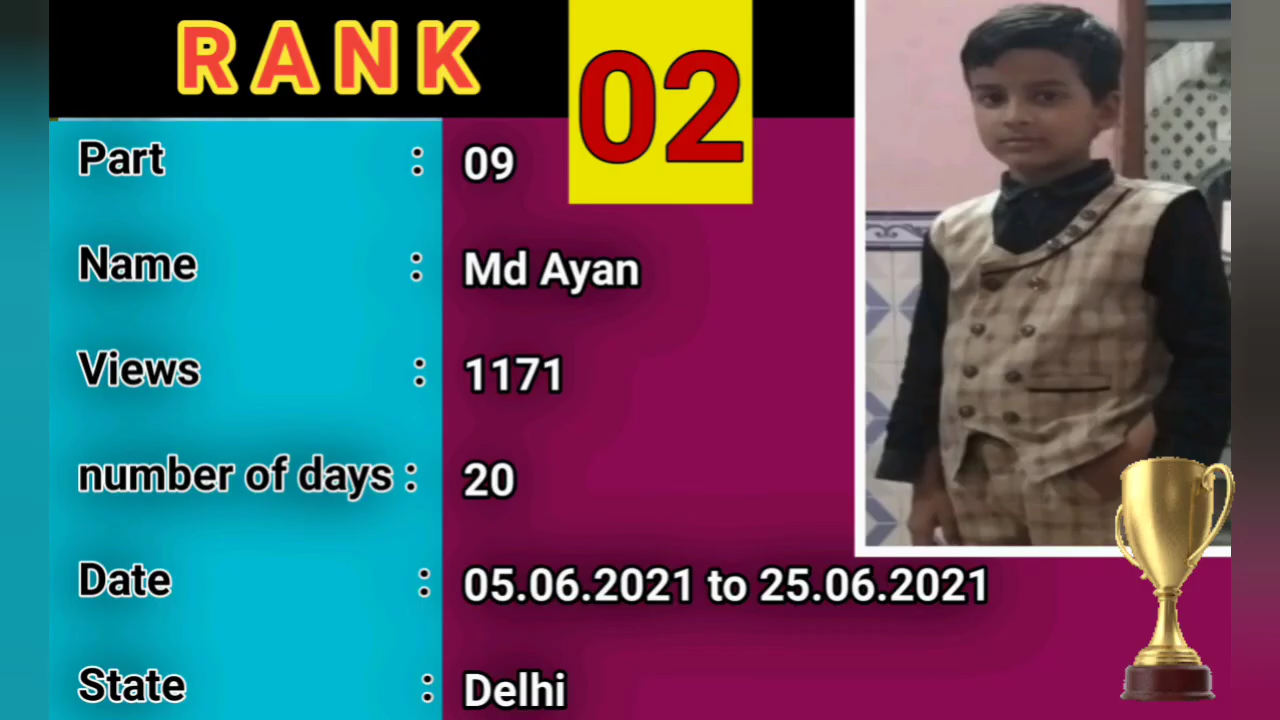 RANK 02
Part : 09
Name : Md Ayan
Views : 1171
number of days : 20
Date : 05.06.2021 to 25.06.2021
State : Delhi